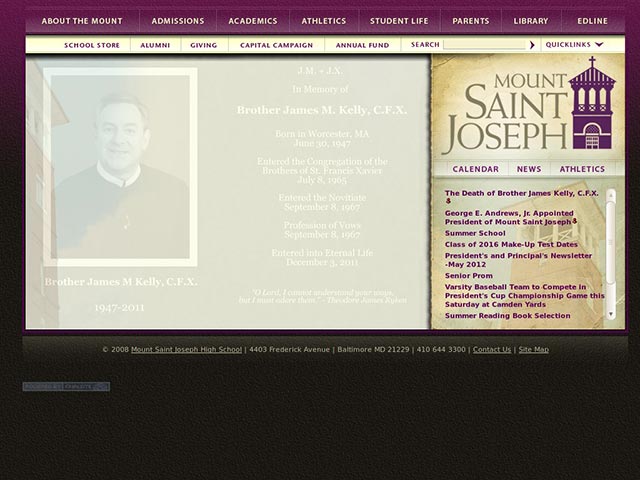 ABOUT THE MOUNT ADMISSIONS ACADEMICS ATHLETICS STUDENT LIFE PARENTS LIBRARY EDLINE
SCHOOL STORE ALUMNI GIVING CAPITAL CAMPAIGN ANNUAL FUND SEARCH QUICKLINKS
J.M. + J.X.
In Memory of
Brother James M. Kelly, C.F.X.
Born in Worcester, MA
June 30, 1947
Entered the Congregation of the
Brothers of St. Francis Xavier
July 8, 1965
Entered the Novitiate
September 8, 1967
Profession of Vows
September 8, 1967
Entered into Eternal Life
December 3, 2011
"O Lord, I cannot understand your ways,
but I must adore them." - Theodore James Ryken
Brother James M Kelly, C.F.X.
1947-2011
MOUNT
SAINT
JOSEPH
CALENDAR NEWS ATHLETICS
The Death of Brother James Kelly, C.F.X.
George E. Andrews, Jr. Appointed
President of Mount Saint Joseph
Summer School
Class of 2016 Make-Up Test Dates
President's and Principal's Newsletter
-May 2012
Senior Prom
Varsity Baseball Team to Compete in
President's Cup Championship Game this
Saturday at Camden Yards
Summer Reading Book Selection
© 2008 Mount Saint Joseph High School | 4403 Frederick Avenue | Baltimore MD 21229 | 410 644 3300 | Contact Us | Site Map